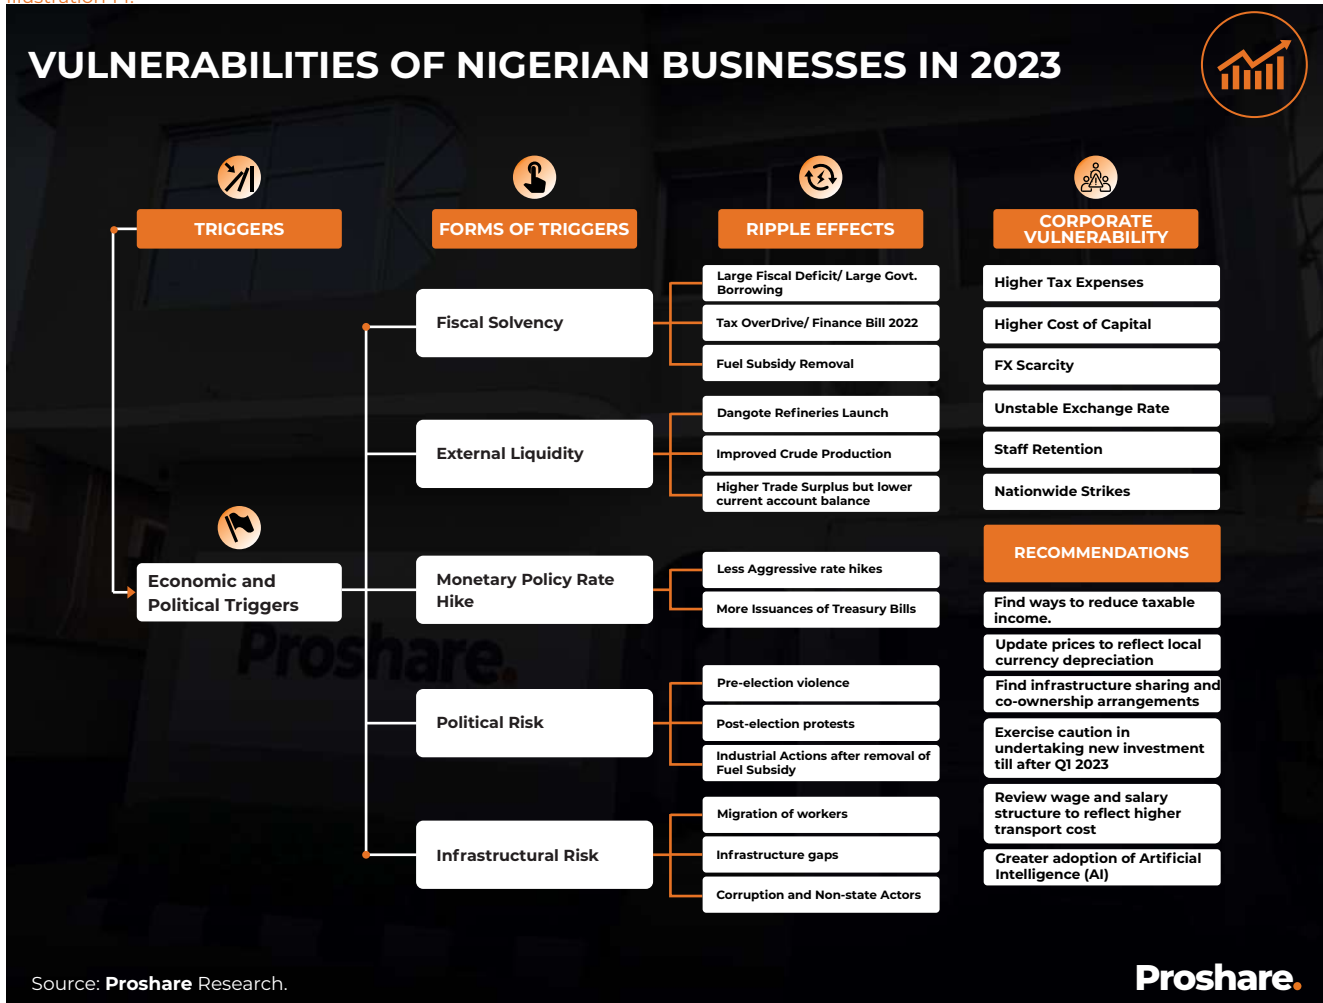 VULNERABILITIES OF NIGERIAN BUSINESSES IN 2023
TRIGGERS
Economic and
Political Triggers
FORMS OF TRIGGERS
Fiscal Solvency
External Liquidity
Monetary Policy Rate
Hike
Political Risk
Infrastructural Risk
RIPPLE EFFECTS
Large Fiscal Deficit/ Large Govt.
Borrowing
Tax OverDrive/ Finance Bill 2022
Fuel Subsidy Removal
Dangote Refineries Launch
Improved Crude Production
Higher Trade Surplus but lower
current account balance
Less Aggressive rate hikes
More Issuances of Treasury Bills
Pre-election violence
Post-election protests
Industrial Actions after removal of
Fuel Subsidy
Migration of workers
Infrastructure gaps
Corruption and Non-state Actors
CORPORATE
VULNERABILITY
Higher Tax Expenses
Higher Cost of Capital
FX Scarcity
Unstable Exchange Rate
Staff Retention
Nationwide Strikes
RECOMMENDATIONS
Find ways to reduce taxable
income.
Update prices to reflect local
currency depreciation
Find infrastructure sharing and
co-ownership arrangements
Exercise caution in
undertaking new investment
till after Q1 2023
Review wage and salary
structure to reflect higher
transport cost
Greater adoption of Artificial
Intelligence (AI)
Proshare.
Source: Proshare Research.
Proshare.